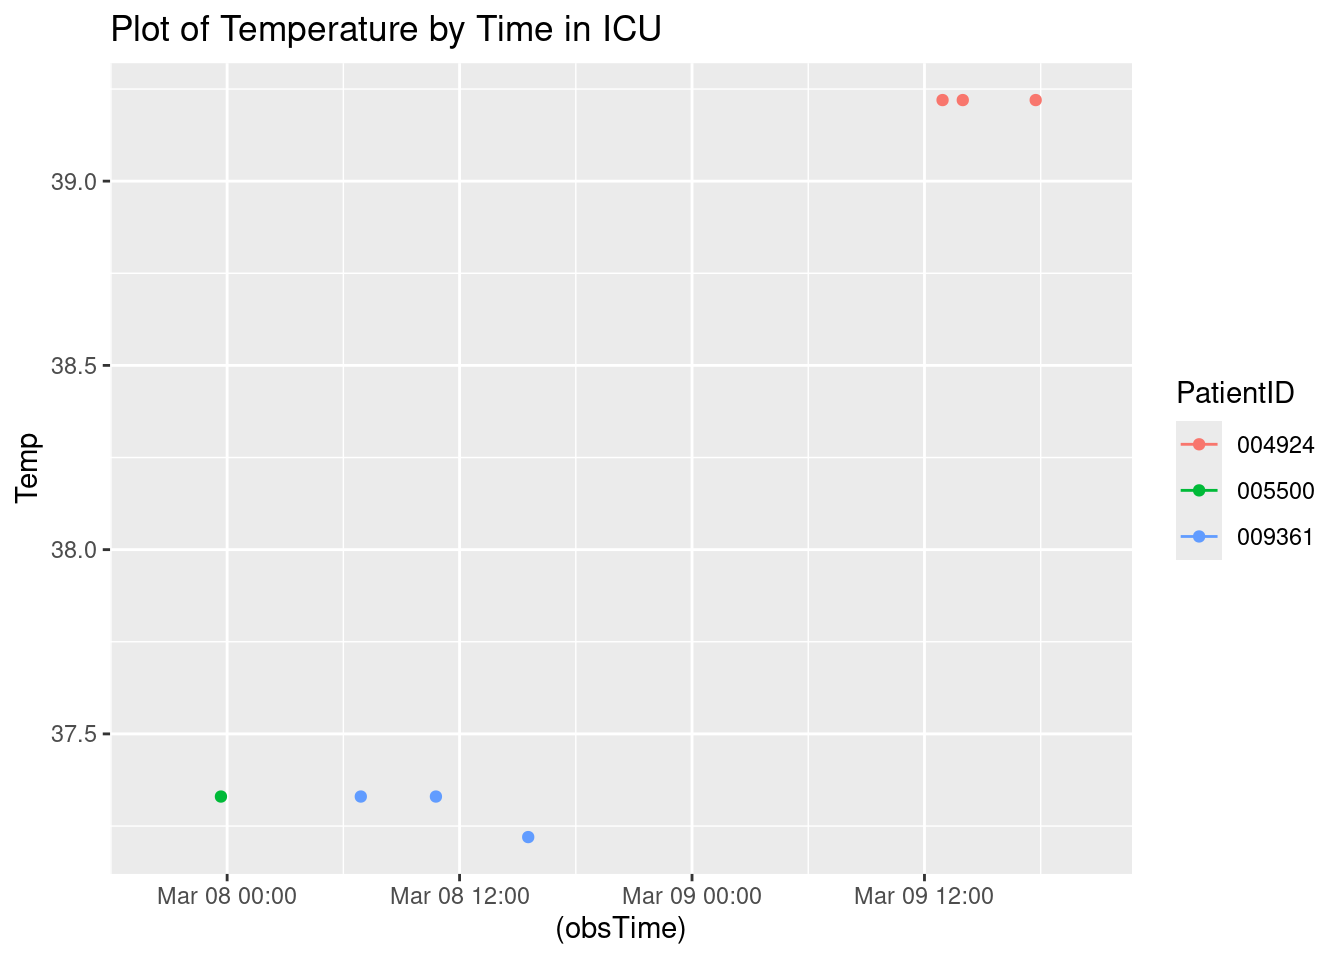 Plot of Temperature by Time in ICU
39.0
38.5
38.0
37.5
Temp
Mar 08 00:00
Mar 08 12:00
Mar 09 00:00
Mar 09 12:00
(obsTime)
PatientID
004924
005500
009361